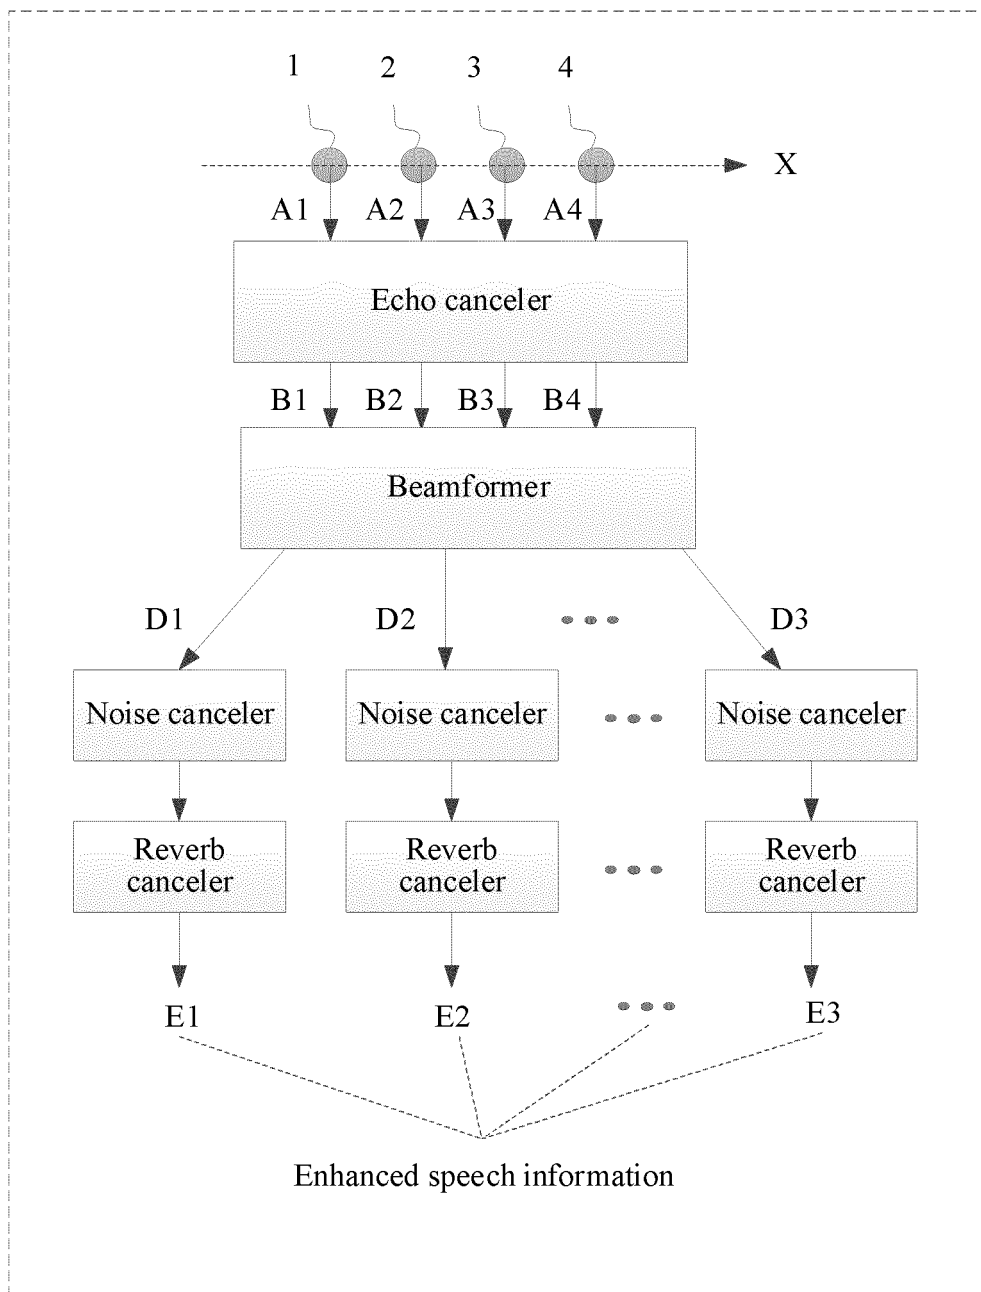 1 2 3 4
X
A1 A2 A3 A4
Echo canceler
B1 B2 B3 B4
Beamformer
D1 D2 D3
Noise canceler Noise canceler Noise canceler
Reverb canceler
Reverb canceler
Reverb canceler
E1 E2 E3
Enhanced speech information